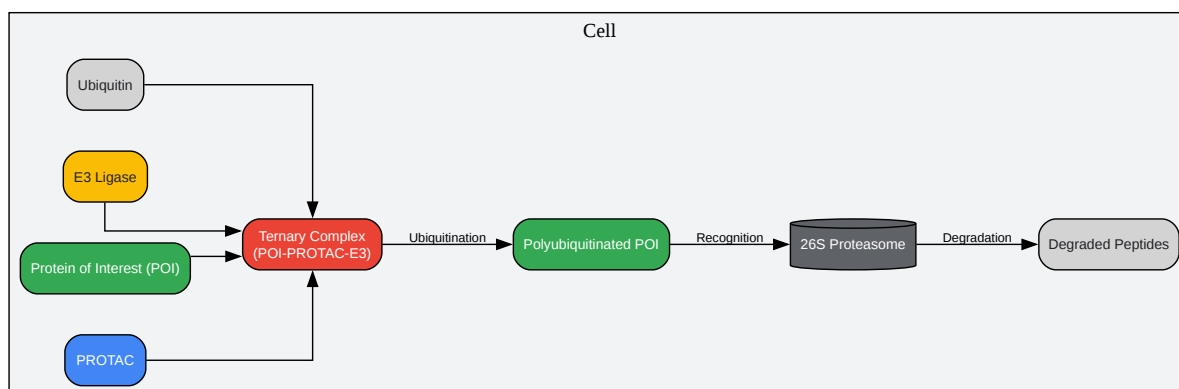 Cell
Ubiquitin
E3 Ligase
Protein of Interest (POI)
PROTAC
Ternary Complex
(POI-PROTAC-E3)
Ubiquitination
Polyubiquitinated POI
Recognition
26S Proteasome
Degradation
Degraded Peptides